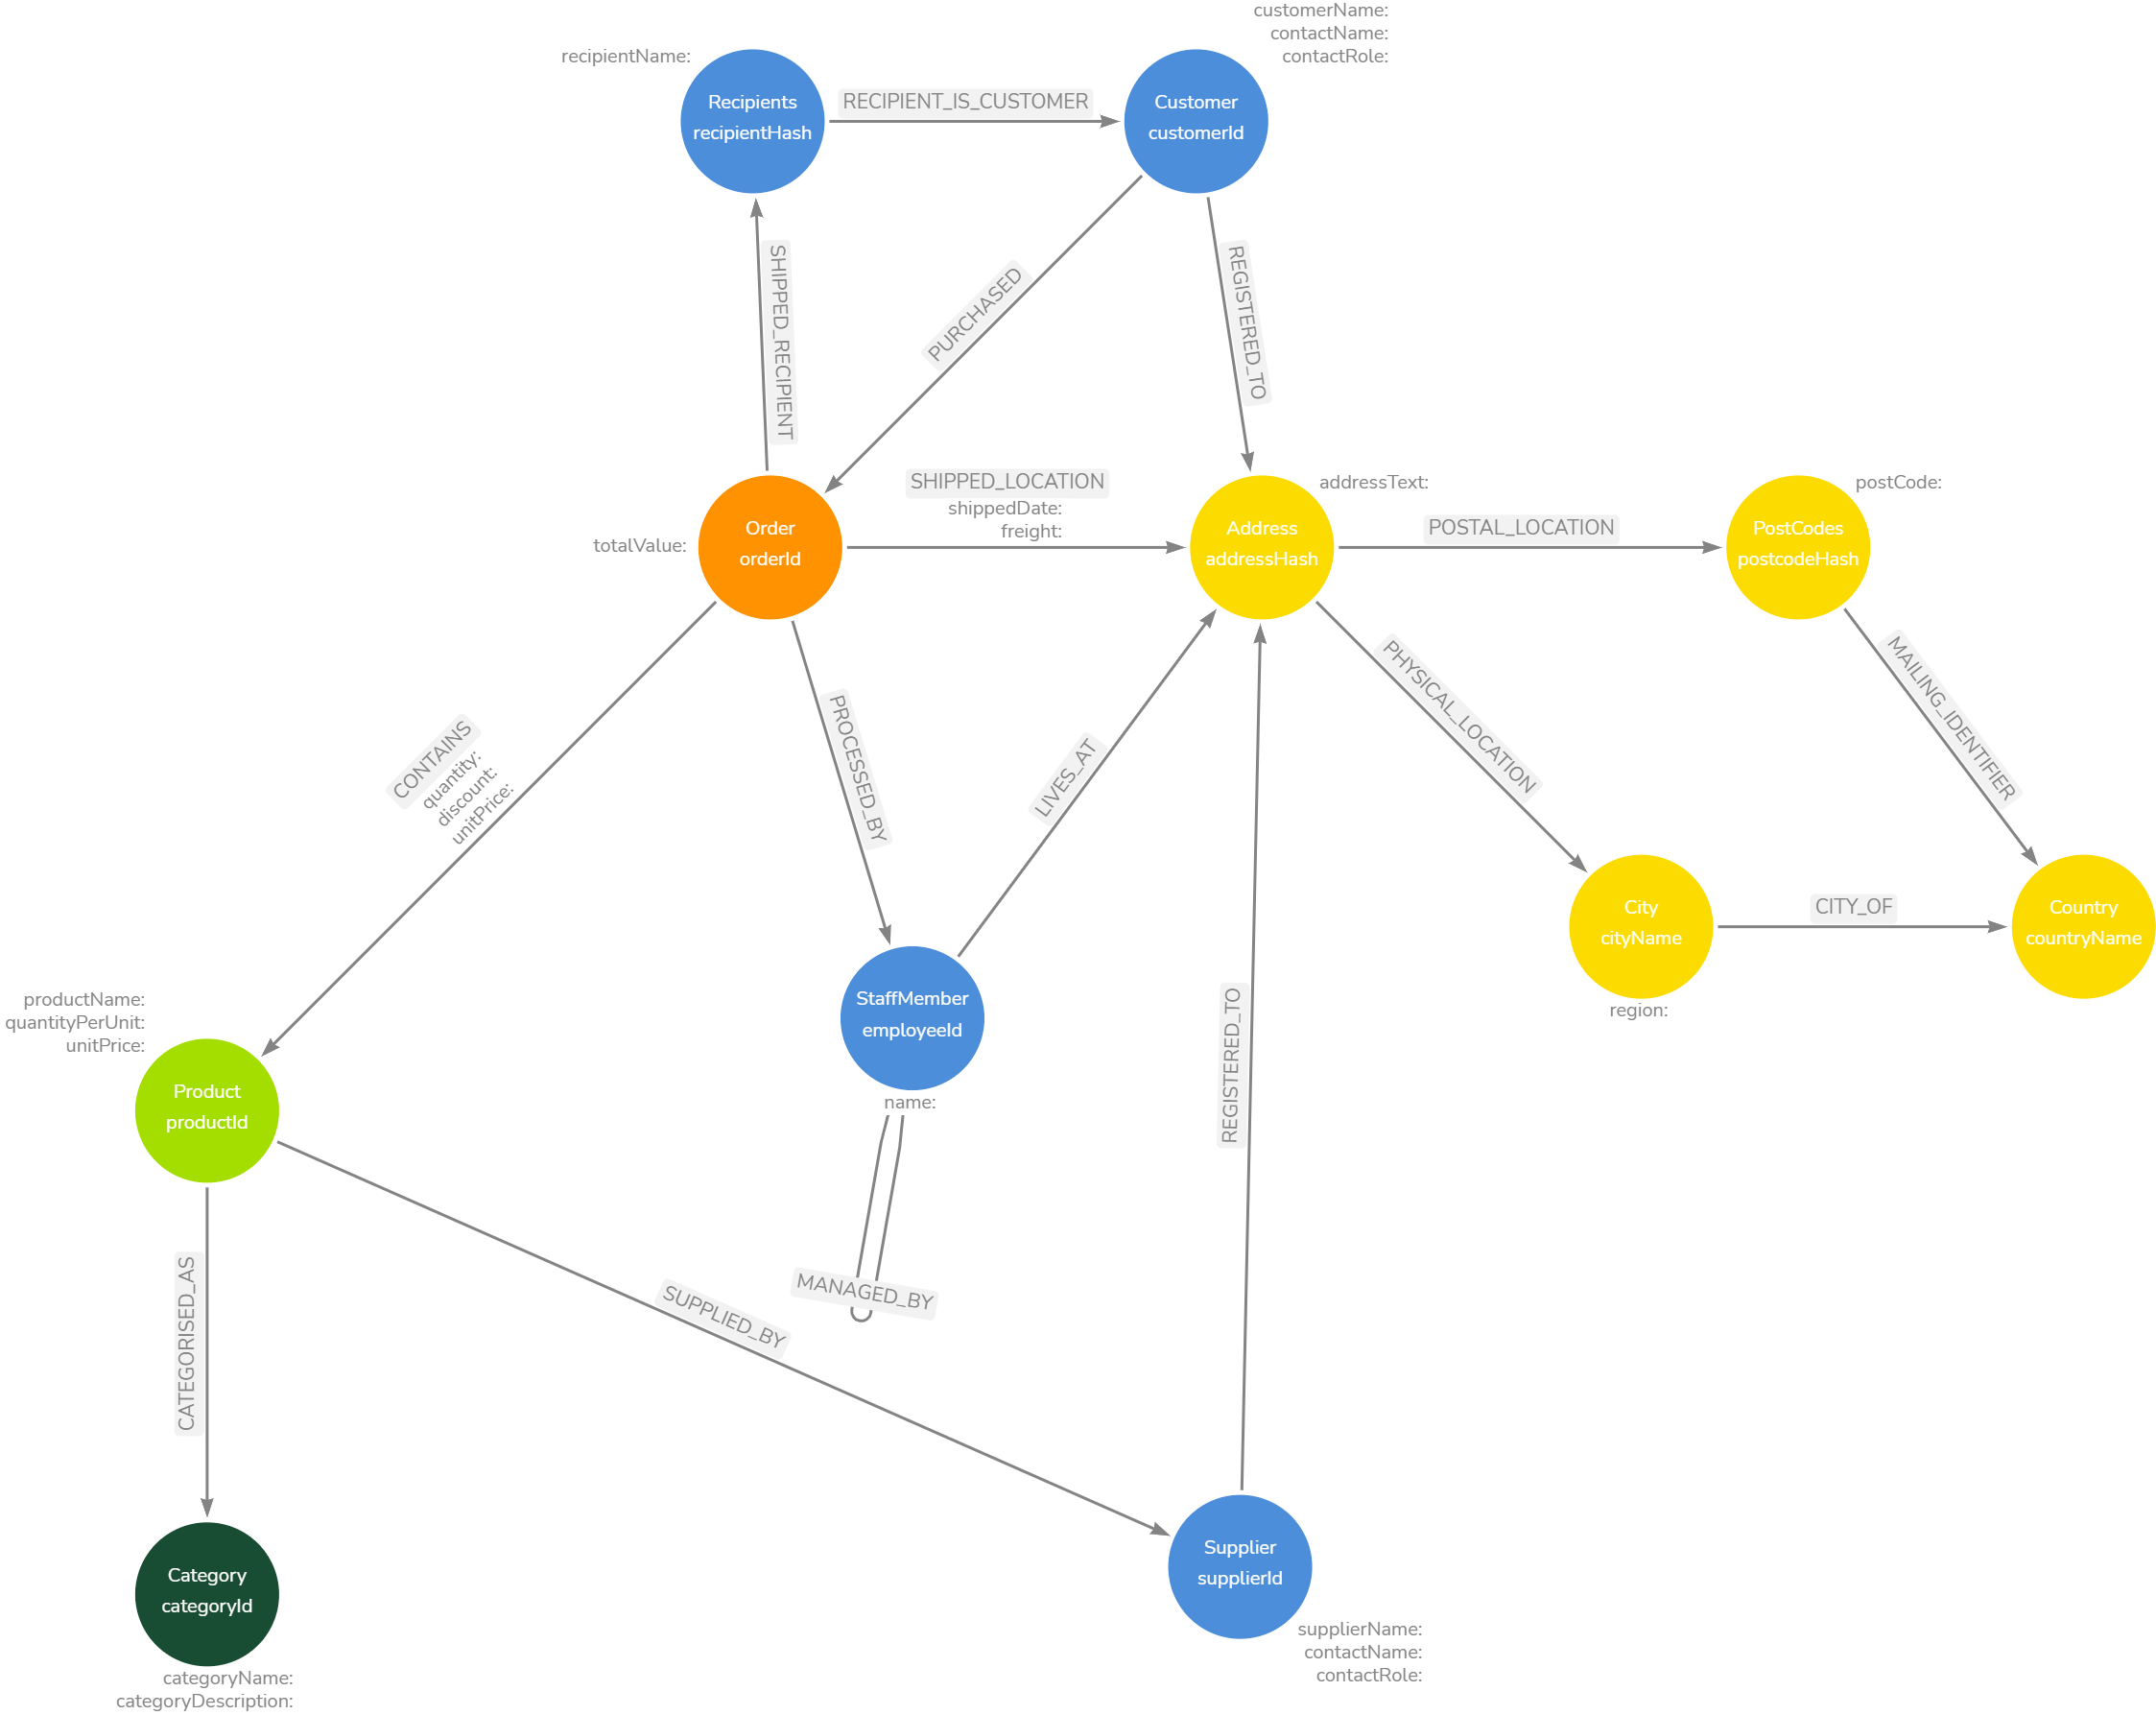 customerName:
contactName:
contactRole:
recipientName:
Recipients
recipientHash
RECIPIENT_IS_CUSTOMER
Customer
customerId
SHIPPED_RECIPIENT
PURCHASED
REGISTERED_TO
SHIPPED_LOCATION
shippedDate:
freight:
totalValue:
Order
orderId
Address
addressHash
addressText:
POSTAL_LOCATION
PostCodes
postcodeHash
postCode:
CONTAINS
quantity:
discount:
unitPrice:
PROCESSED_BY
LIVES_AT
PHYSICAL_LOCATION
MAILING_IDENTIFIER
City
cityName
region:
CITY_OF
Country
countryName
StaffMember
employeeId
name:
MANAGED_BY
REGISTERED_TO
productName:
quantityPerUnit:
unitPrice:
Product
productId
CATEGORISED_AS
SUPPLIED_BY
Category
categoryId
categoryName:
categoryDescription:
Supplier
supplierId
supplierName:
contactName:
contactRole: